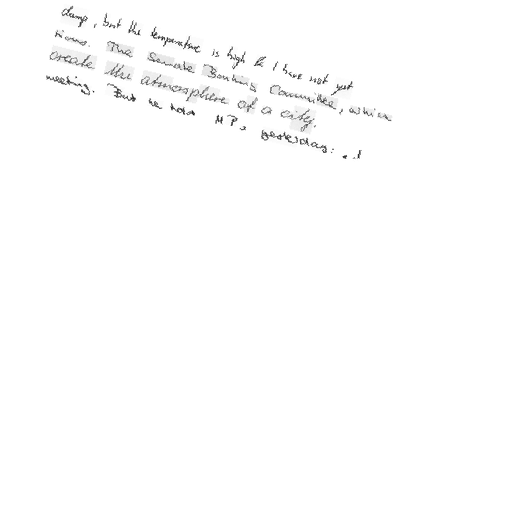 damp, but the temperature is high & I have not yet
tions. The Senate Banking Committee, which
create the atmosphere of a city.
meeting. But he told MPs yesterday: "I